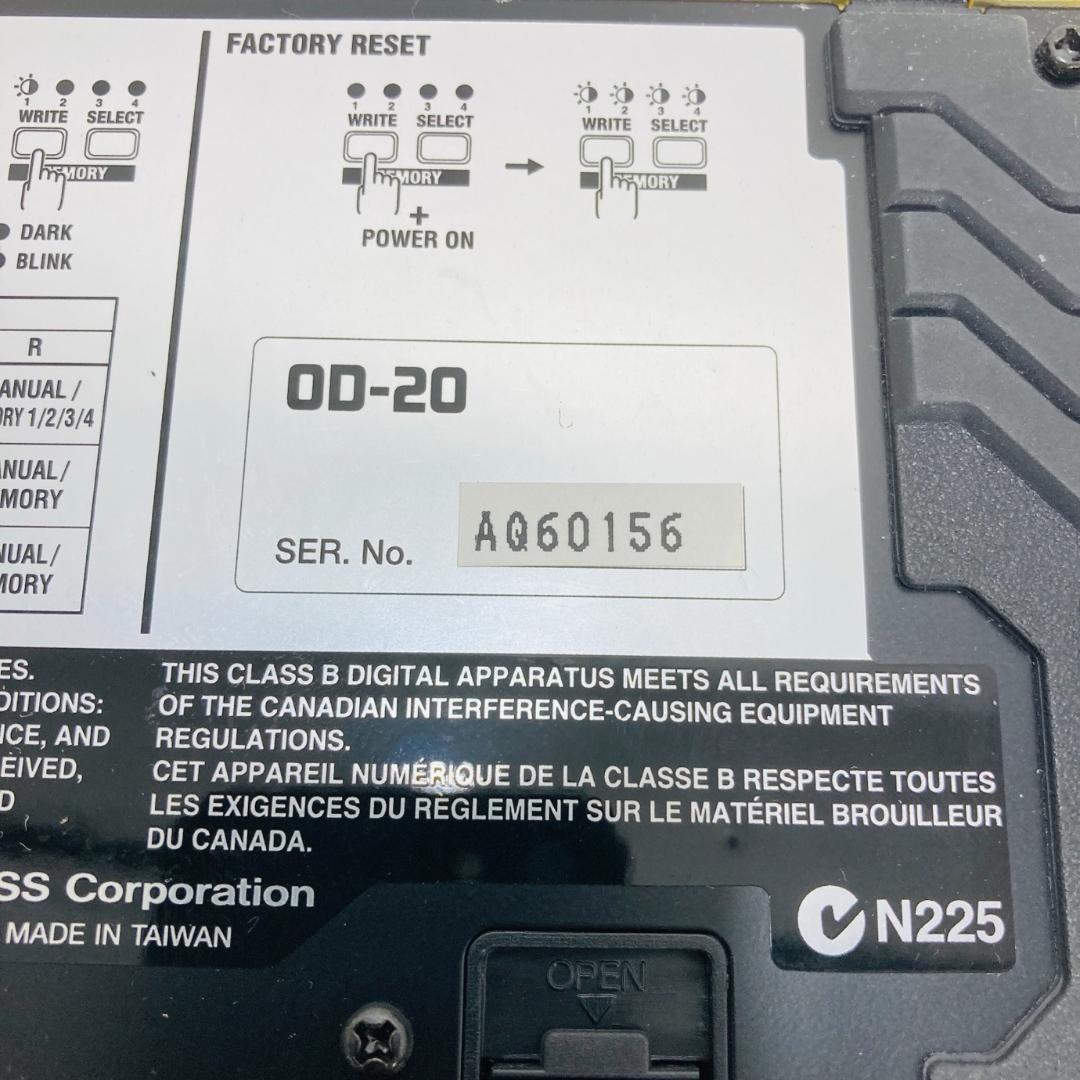 FACTORY RESET
1 2 3 4
WRITE SELECT
MORY
DARK
BLINK
1 2 3 4
WRITE SELECT
EMORY
+
POWER ON
1 2 3 4
WRITE SELECT
EMORY
R
ANUAL /
ORY 1/2/3/4
ANUAL/
MORY
NUAL/
MORY
OD-20
SER. No. AQ60156
ES.
DITIONS:
NCE, AND
EIVED,
D
THIS CLASS B DIGITAL APPARATUS MEETS ALL REQUIREMENTS
OF THE CANADIAN INTERFERENCE-CAUSING EQUIPMENT
REGULATIONS.
CET APPAREIL NUMÉRIQUE DE LA CLASSE B RESPECTE TOUTES
LES EXIGENCES DU RÈGLEMENT SUR LE MATÉRIEL BROUILLEUR
DU CANADA.
SS Corporation
MADE IN TAIWAN
N225
OPEN